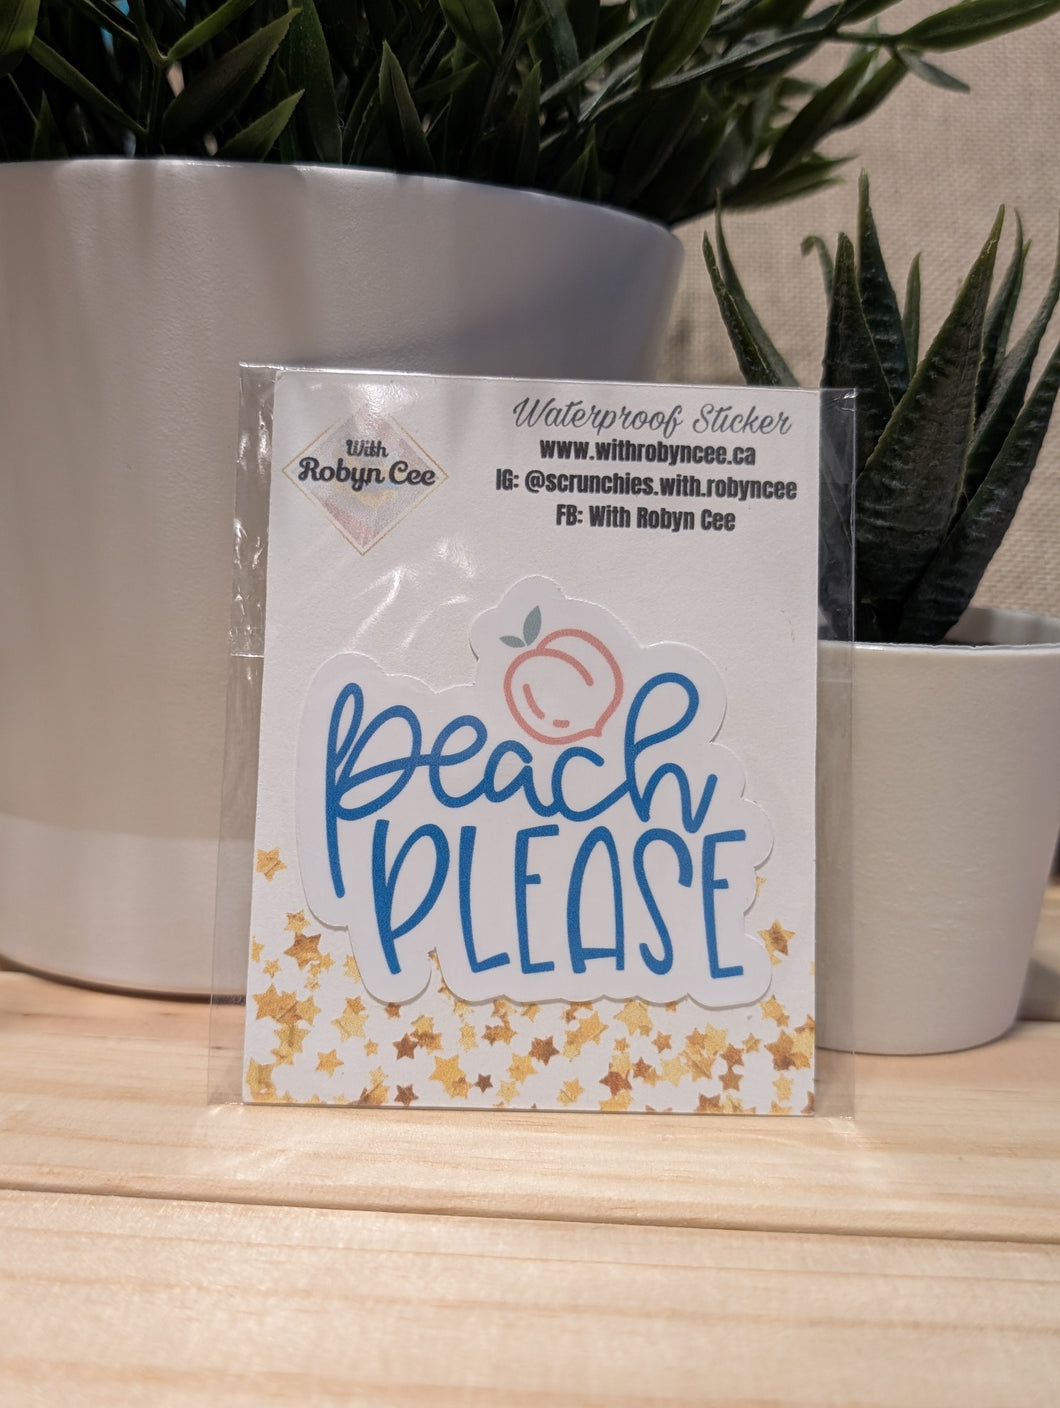 With
Robyn Cee
Waterproof Sticker
www.withrobyncee.ca
IG: @scrunchies.with.robyncee
FB: With Robyn Cee
peach
PLEASE